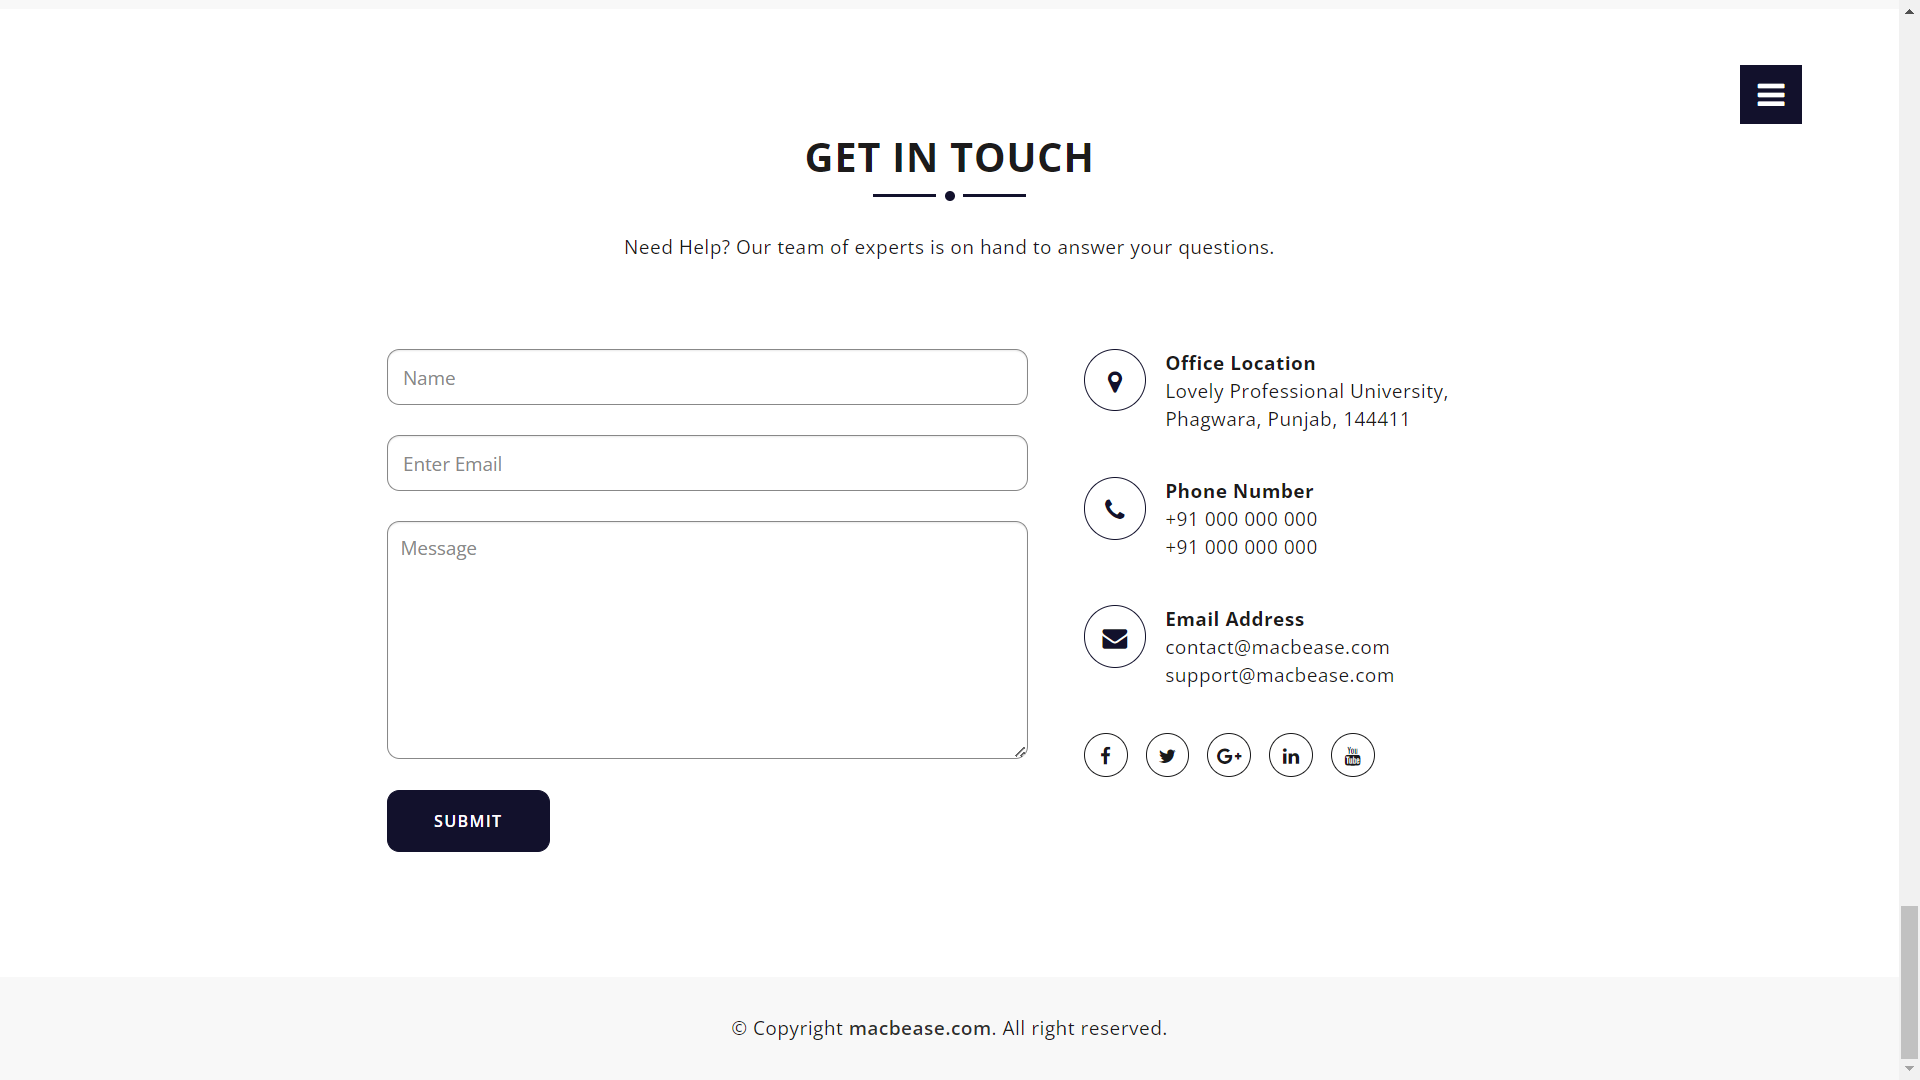 GET IN TOUCH
Need Help? Our team of experts is on hand to answer your questions.
Name
Enter Email
Message
SUBMIT
Office Location
Lovely Professional University,
Phagwara, Punjab, 144411
Phone Number
+91 000 000 000
+91 000 000 000
Email Address
contact@macbease.com
support@macbease.com
You
Tube
© Copyright macbease.com. All right reserved.